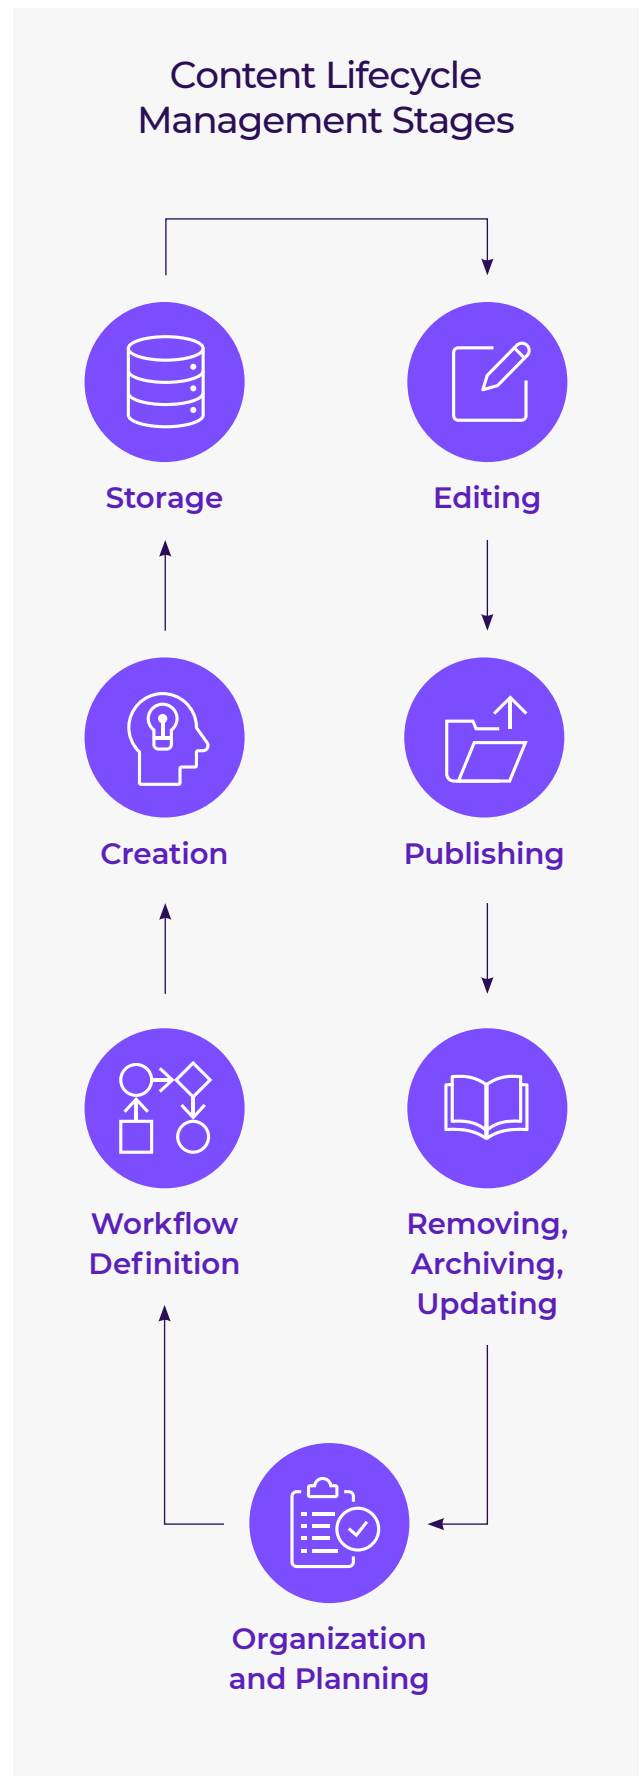 Content Lifecycle
Management Stages
Storage
Editing
Creation
Publishing
Workflow
Definition
Removing,
Archiving,
Updating
Organization
and Planning